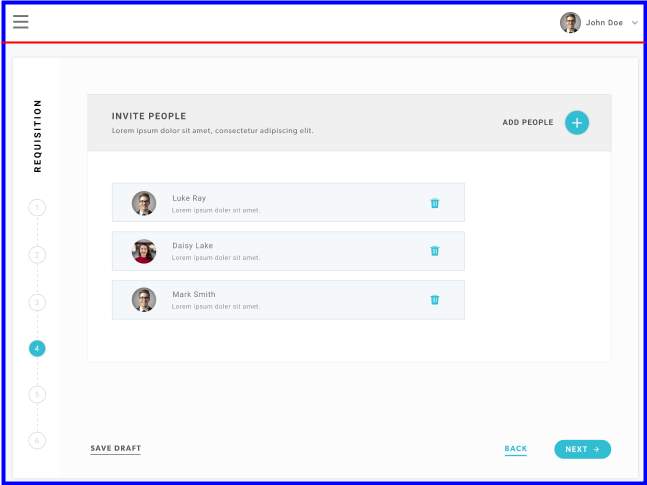 John Doe
REQUISITION
INVITE PEOPLE
Lorem ipsum dolor sit amet, consectetur adipiscing elit.
ADD PEOPLE
Luke Ray
Lorem ipsum doler sit amet.
Daisy Lake
Lorem ipsum doler sit amet.
Mark Smith
Lorem ipsum doler sit amet.
1
2
3
4
5
6
SAVE DRAFT
BACK
NEXT